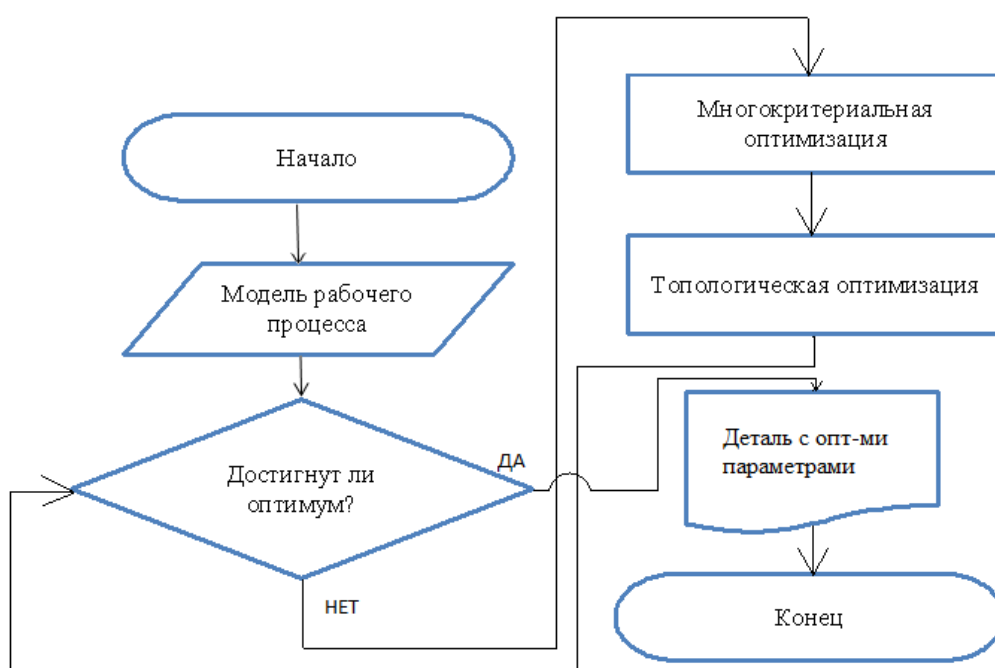 Начало
Модель рабочего
процесса
Достигнут ли
оптимум?
ДА
НЕТ
Многокритериальная
оптимизация
Топологическая оптимизация
Деталь с опт-ми
параметрами
Конец